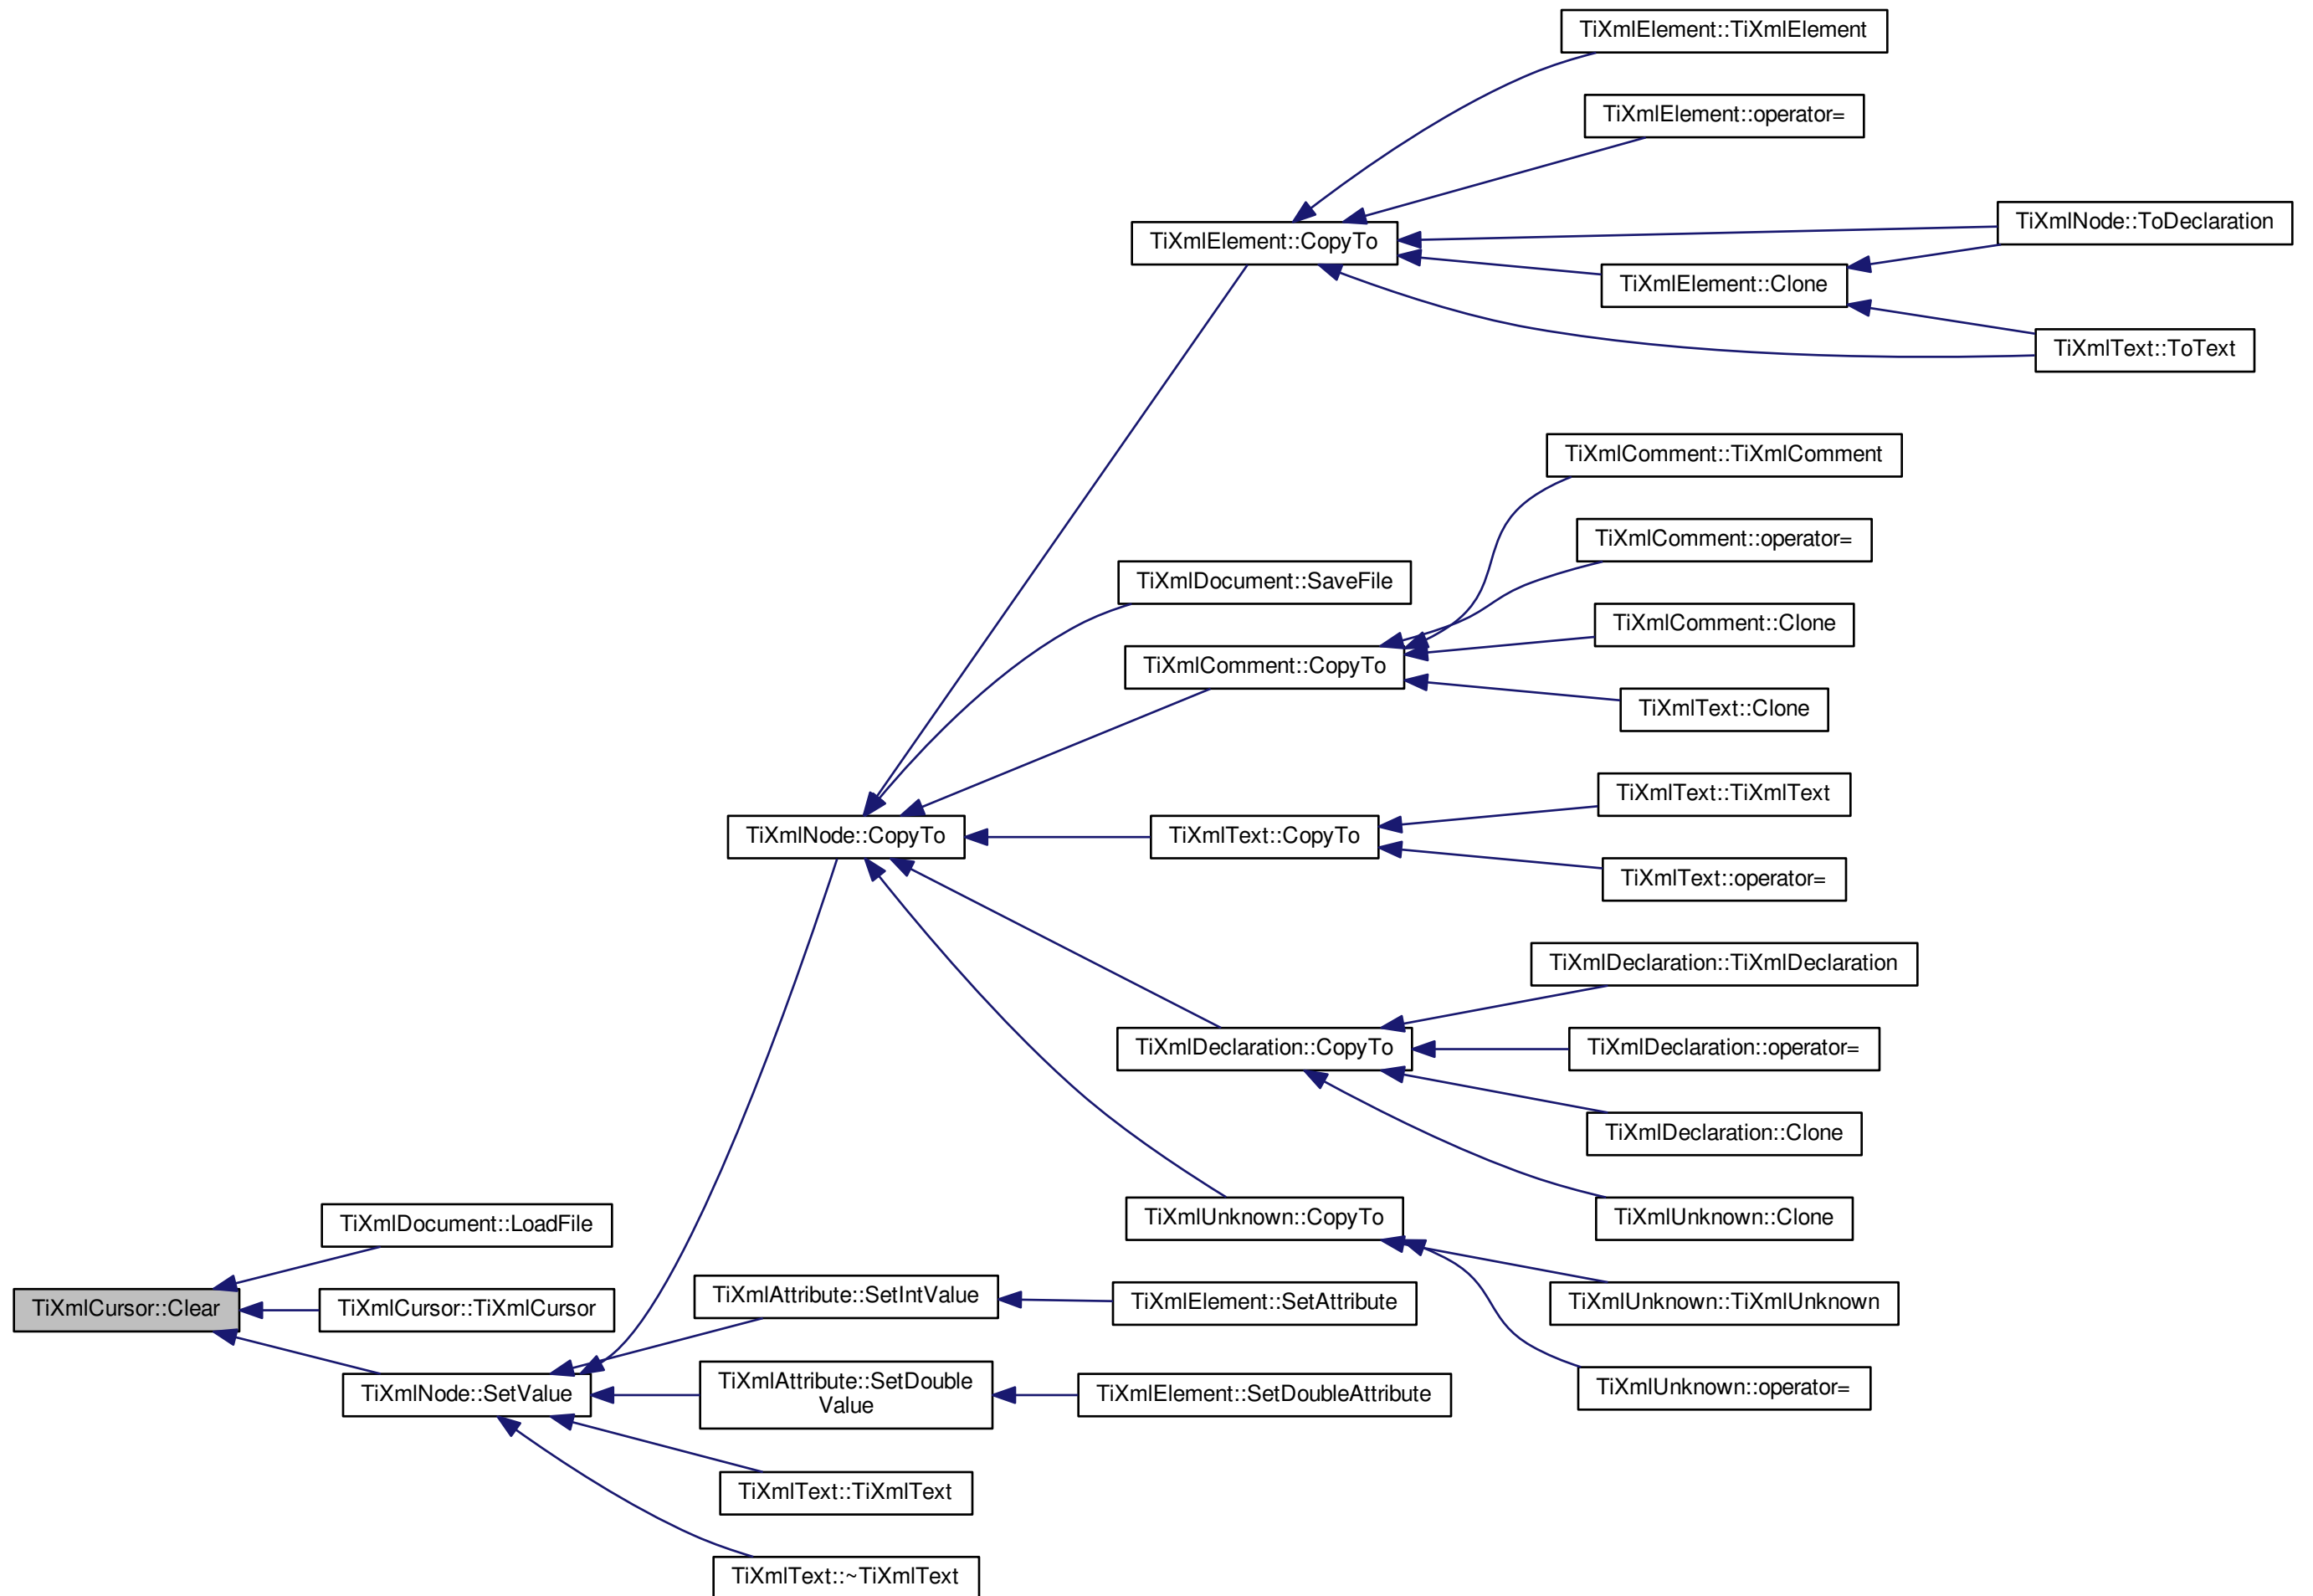 TiXmlElement::TiXmlElement
TiXmlElement::operator=
TiXmlNode::ToDeclaration
TiXmlElement::CopyTo
TiXmlElement::Clone
TiXmlText::ToText
TiXmlComment::TiXmlComment
TiXmlComment::operator=
TiXmlDocument::SaveFile
TiXmlComment::Clone
TiXmlComment::CopyTo
TiXmlText::Clone
TiXmlText::TiXmlText
TiXmlNode::CopyTo
TiXmlText::CopyTo
TiXmlText::operator=
TiXmlDeclaration::TiXmlDeclaration
TiXmlDeclaration::CopyTo
TiXmlDeclaration::operator=
TiXmlDeclaration::Clone
TiXmlUnknown::CopyTo
TiXmlUnknown::Clone
TiXmlDocument::LoadFile
TiXmlAttribute::SetIntValue
TiXmlElement::SetAttribute
TiXmlUnknown::TiXmlUnknown
TiXmlCursor::Clear
TiXmlCursor::TiXmlCursor
TiXmlNode::SetValue
TiXmlAttribute::SetDouble
Value
TiXmlElement::SetDoubleAttribute
TiXmlUnknown::operator=
TiXmlText::TiXmlText
TiXmlText::~TiXmlText